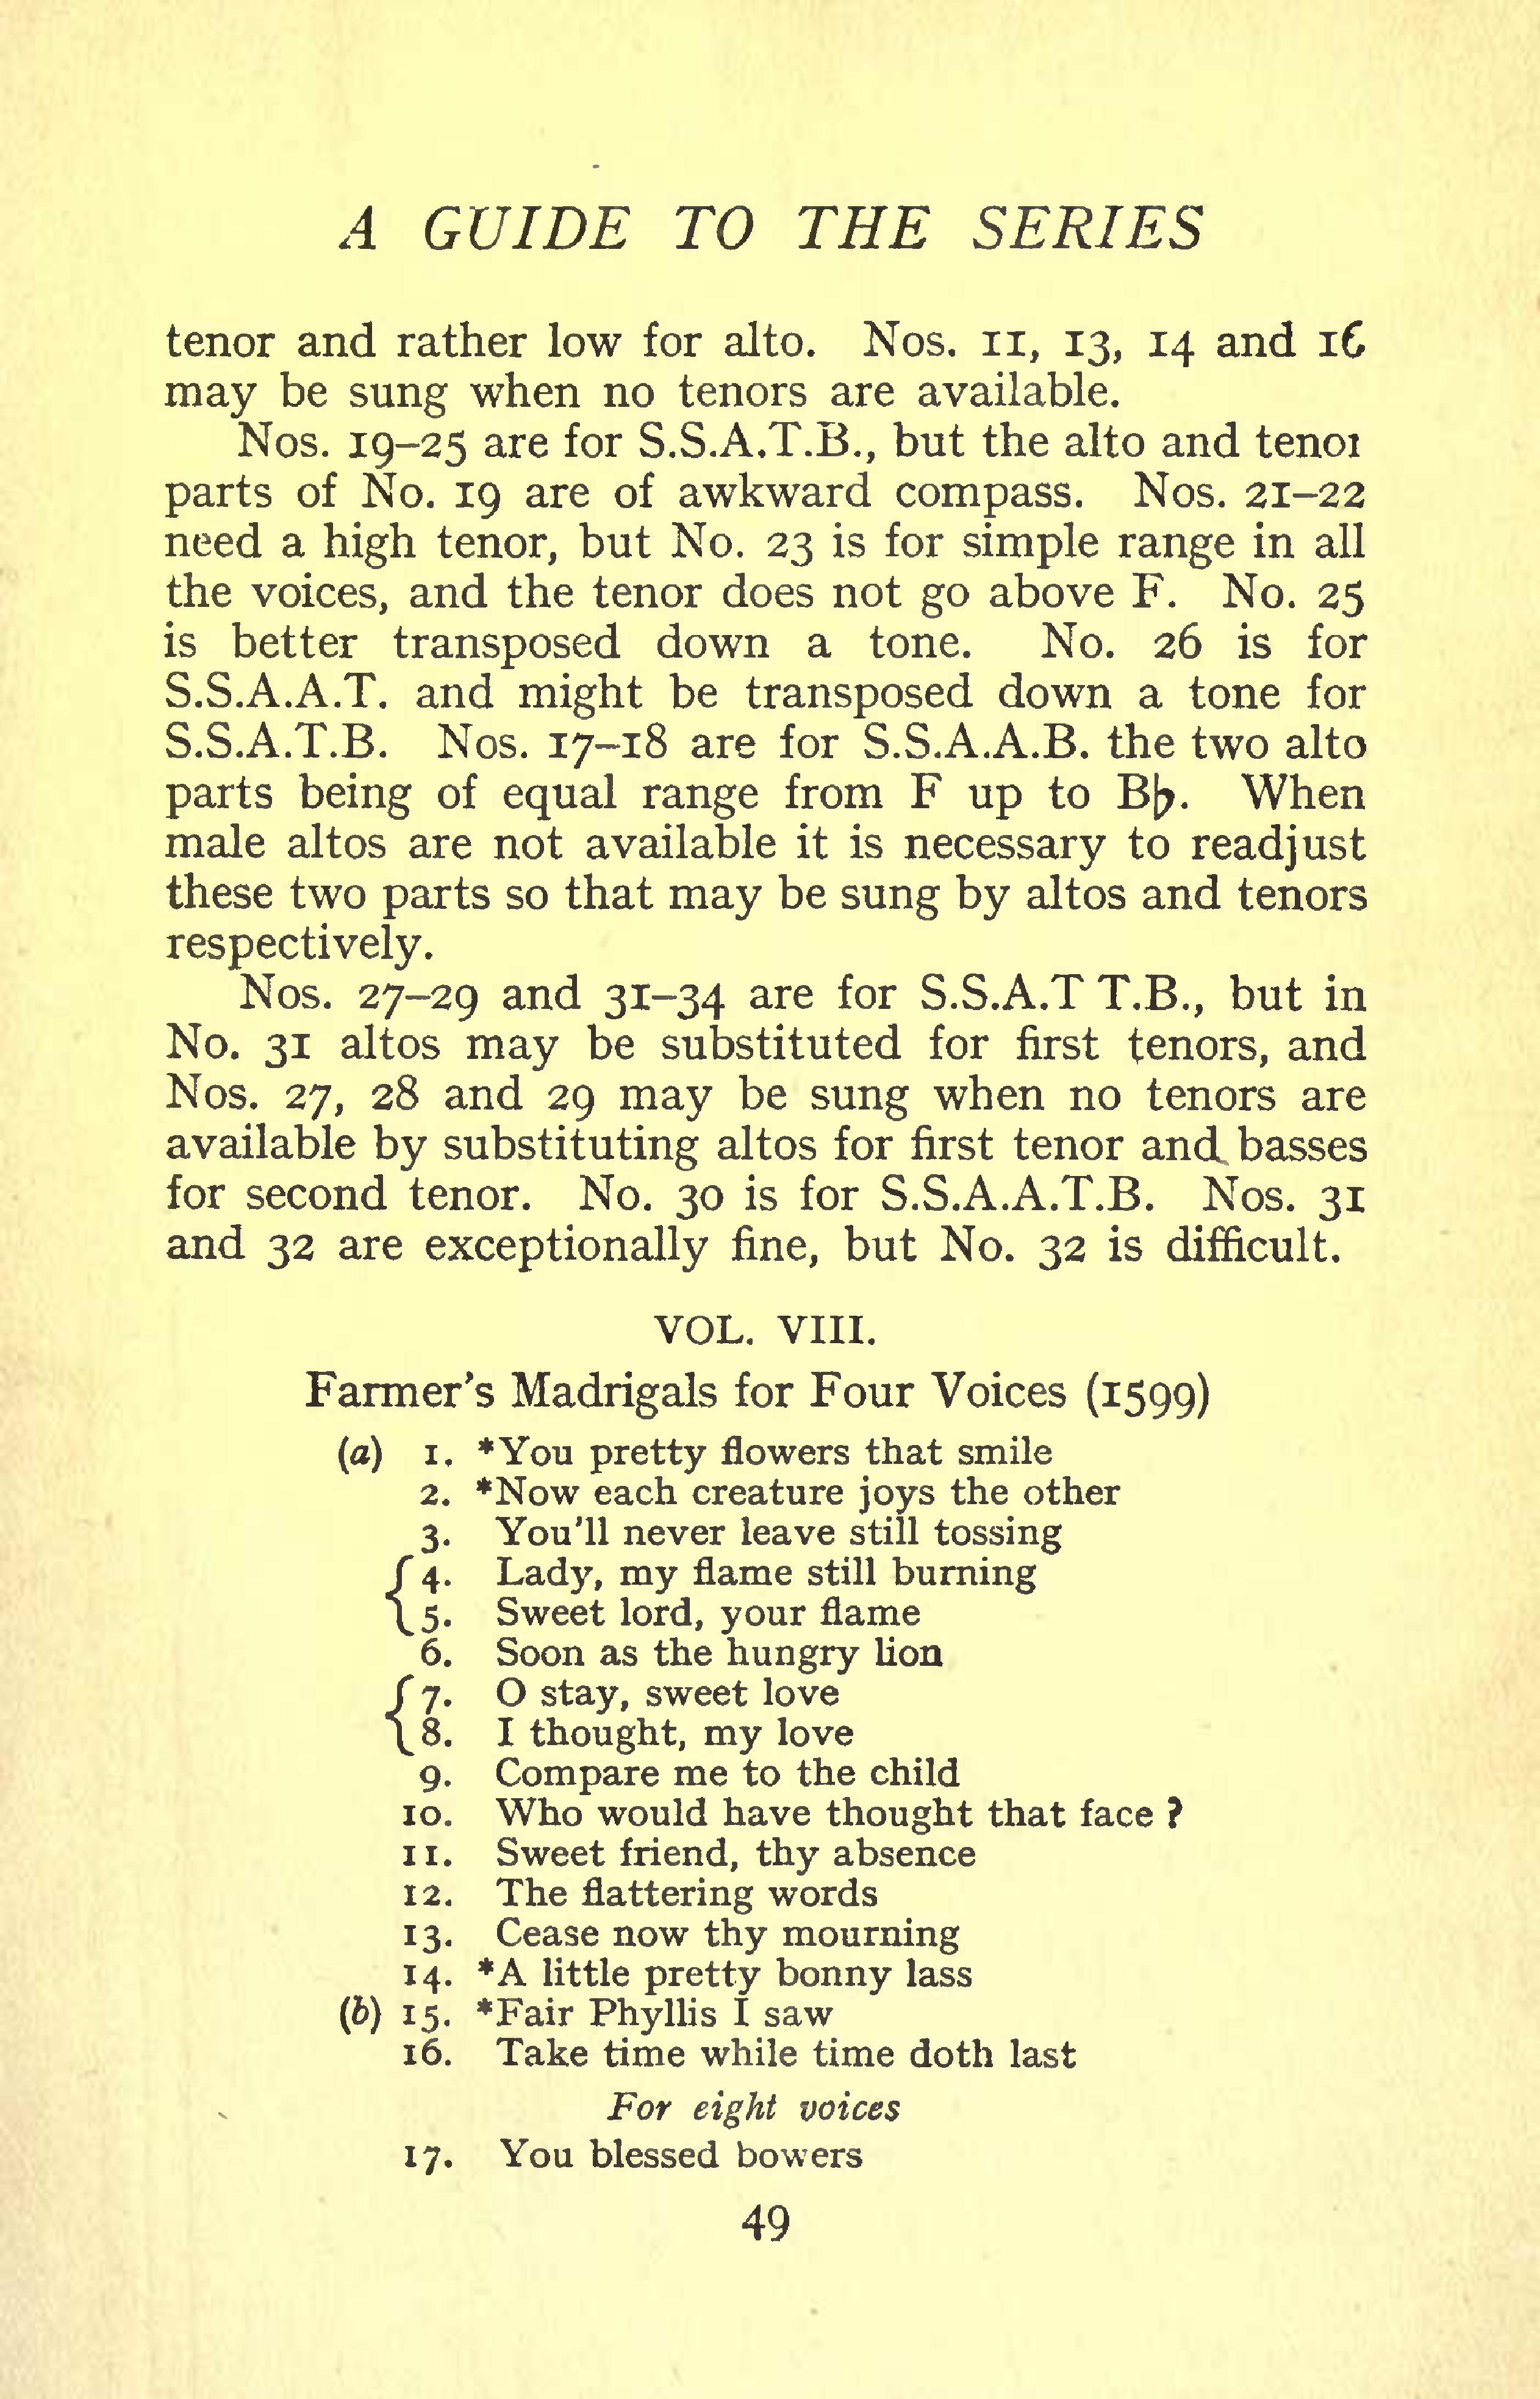 A GUIDE TO THE SERIES
tenor and rather low for alto. Nos. 11, 13, 14 and 16
may be sung when no tenors are available.
Nos. 19–25 are for S.S.A.T.B., but the alto and tenor
parts of No. 19 are of awkward compass. Nos. 21–22
need a high tenor, but No. 23 is for simple range in all
the voices, and the tenor does not go above F. No. 25
is better transposed down a tone. No. 26 is for
S.S.A.A.T. and might be transposed down a tone for
S.S.A.T.B. Nos. 17–18 are for S.S.A.A.B. the two alto
parts being of equal range from F up to B♭. When
male altos are not available it is necessary to readjust
these two parts so that may be sung by altos and tenors
respectively.
Nos. 27–29 and 31–34 are for S.S.A.T T.B., but in
No. 31 altos may be substituted for first tenors, and
Nos. 27, 28 and 29 may be sung when no tenors are
available by substituting altos for first tenor and basses
for second tenor. No. 30 is for S.S.A.A.T.B. Nos. 31
and 32 are exceptionally fine, but No. 32 is difficult.
VOL. VIII.
Farmer's Madrigals for Four Voices (1599)
(a) 1. *You pretty flowers that smile
2. *Now each creature joys the other
3. You'll never leave still tossing
{ 4. Lady, my flame still burning
5. Sweet lord, your flame
6. Soon as the hungry lion
{ 7. O stay, sweet love
8. I thought, my love
9. Compare me to the child
10. Who would have thought that face ?
11. Sweet friend, thy absence
12. The flattering words
13. Cease now thy mourning
14. *A little pretty bonny lass
(b) 15. *Fair Phyllis I saw
16. Take time while time doth last
For eight voices
17. You blessed bowers
49